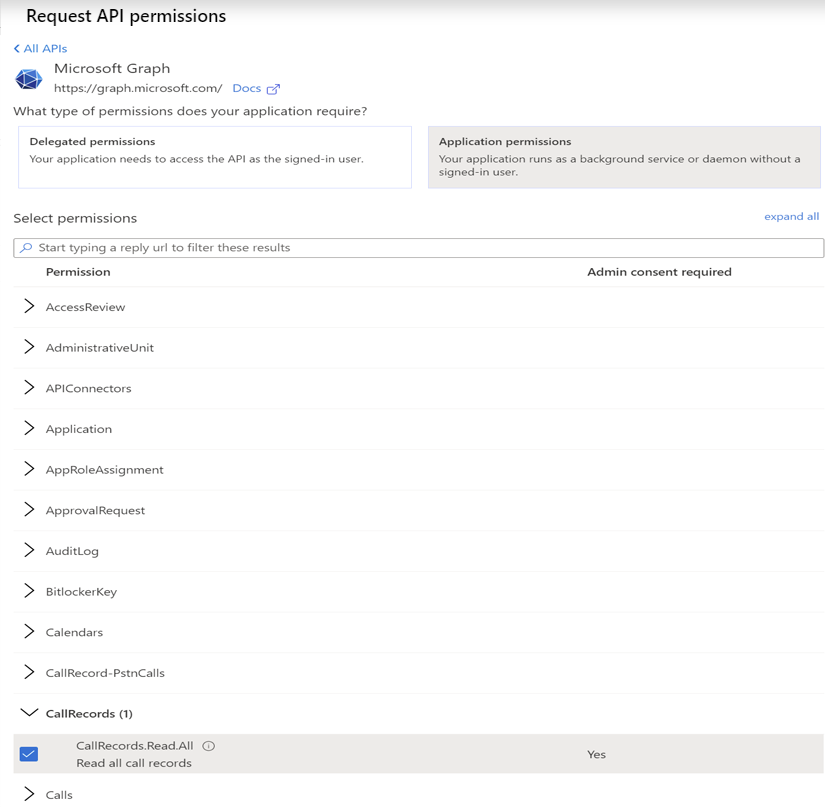 Request API permissions
All APIs
Microsoft Graph
https://graph.microsoft.com/ Docs
What type of permissions does your application require?
Delegated permissions
Your application needs to access the API as the signed-in user.
Application permissions
Your application runs as a background service or daemon without a
signed-in user.
Select permissions
expand all
Start typing a reply url to filter these results
Permission
Admin consent required
AccessReview
AdministrativeUnit
APIConnectors
Application
AppRoleAssignment
ApprovalRequest
AuditLog
BitlockerKey
Calendars
CallRecord-PstnCalls
CallRecords (1)
CallRecords.Read.All
Read all call records
Yes
Calls